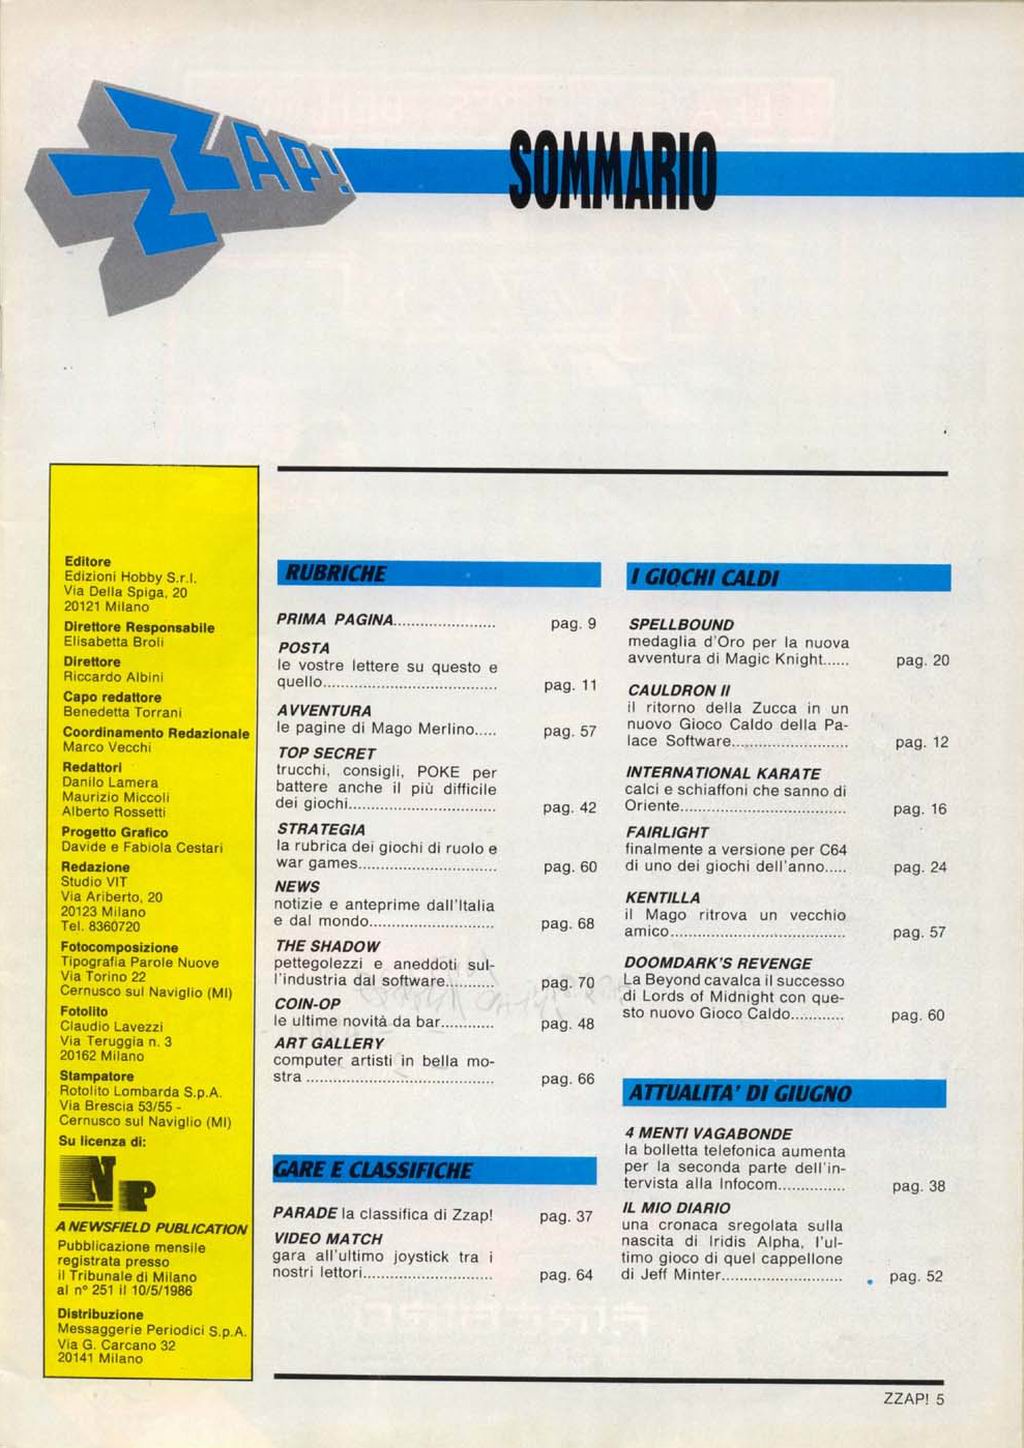 ZZAP!
SOMMARIO
Editore
Edizioni Hobby S.r.l.
Via Della Spiga, 20
20121 Milano
Direttore Responsabile
Elisabetta Broli
Direttore
Riccardo Albini
Capo redattore
Benedetta Torrani
Coordinamento Redazionale
Marco Vecchi
Redattori
Danilo Lamera
Maurizio Miccoli
Alberto Rossetti
Progetto Grafico
Davide e Fabiola Cestari
Redazione
Studio VIT
Via Ariberto, 20
20123 Milano
Tel. 8360720
Fotocomposizione
Tipografia Parole Nuove
Via Torino 22
Cernusco sul Naviglio (MI)
Fotolito
Claudio Lavezzi
Via Teruggia n. 3
20162 Milano
Stampatore
Rotolito Lombarda S.p.A.
Via Brescia 53/55 -
Cernusco sul Naviglio (MI)
Su licenza di:
NP
A NEWSFIELD PUBLICATION
Pubblicazione mensile
registrata presso
il Tribunale di Milano
al n° 251 il 10/5/1986
Distribuzione
Messaggerie Periodici S.p.A.
Via G. Carcano 32
20141 Milano
RUBRICHE
PRIMA PAGINA....................... pag. 9
POSTA
le vostre lettere su questo e
quello....................................... pag. 11
AVVENTURA
le pagine di Mago Merlino..... pag. 57
TOP SECRET
trucchi, consigli, POKE per
battere anche il più difficile
dei giochi................................. pag. 42
STRATEGIA
la rubrica dei giochi di ruolo e
war games............................... pag. 60
NEWS
notizie e anteprime dall'Italia
e dal mondo............................ pag. 68
THE SHADOW
pettegolezzi e aneddoti sul-
l'industria dal software........... pag. 70
COIN-OP
le ultime novità da bar............ pag. 48
ART GALLERY
computer artisti in bella mo-
stra .......................................... pag. 66
GARE E CLASSIFICHE
PARADE la classifica di Zzap! pag. 37
VIDEO MATCH
gara all'ultimo joystick tra i
nostri lettori............................. pag. 64
I GIOCHI CALDI
SPELLBOUND
medaglia d'Oro per la nuova
avventura di Magic Knight...... pag. 20
CAULDRON II
il ritorno della Zucca in un
nuovo Gioco Caldo della Pa-
lace Software.......................... pag. 12
INTERNATIONAL KARATE
calci e schiaffoni che sanno di
Oriente..................................... pag. 16
FAIRLIGHT
finalmente a versione per C64
di uno dei giochi dell'anno..... pag. 24
KENTILLA
il Mago ritrova un vecchio
amico....................................... pag. 57
DOOMDARK'S REVENGE
La Beyond cavalca il successo
di Lords of Midnight con que-
sto nuovo Gioco Caldo............ pag. 60
ATTUALITA' DI GIUGNO
4 MENTI VAGABONDE
la bolletta telefonica aumenta
per la seconda parte dell'in-
tervista alla Infocom............... pag. 38
IL MIO DIARIO
una cronaca sregolata sulla
nascita di Iridis Alpha, l'ul-
timo gioco di quel cappellone
di Jeff Minter........................... pag. 52
ZZAP! 5